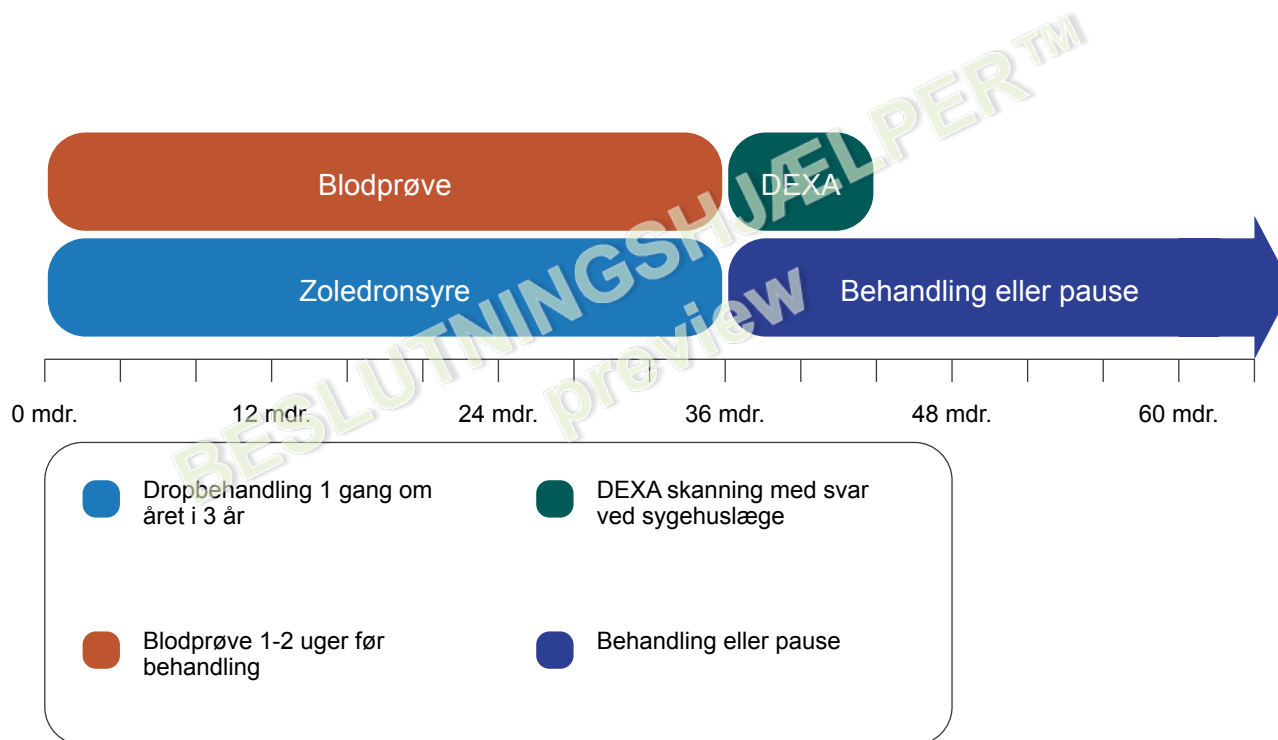 BESLUTNINGSHJÆLPER™
preview
Blodprøve
DEXA
Zoledronsyre
Behandling eller pause
0 mdr.
12 mdr.
24 mdr.
36 mdr.
48 mdr.
60 mdr.
Dropbehandling 1 gang om
året i 3 år
DEXA skanning med svar
ved sygehuslæge
Blodprøve 1-2 uger før
behandling
Behandling eller pause